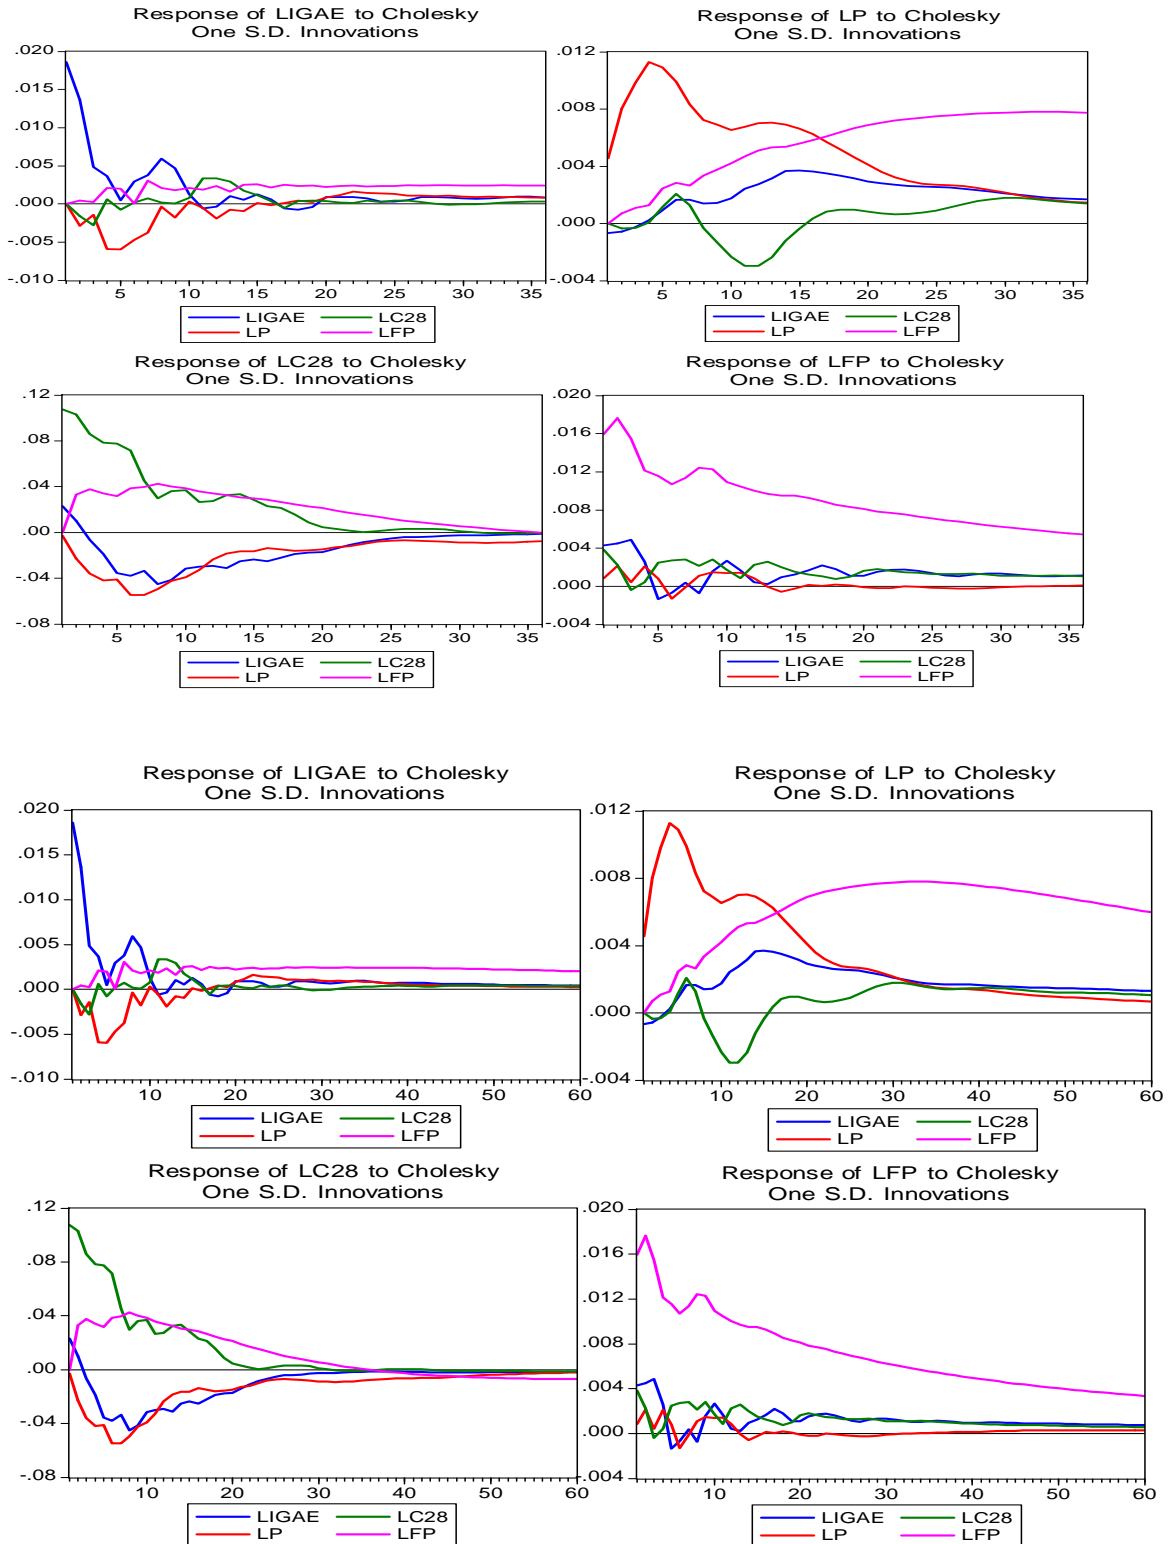 Response of LIGAE to Cholesky
One S.D. Innovations
.020
.015
.010
.005
.000
-.005
-.010
5 10 15 20 25 30 35
LIGAE LC28
LP LFP
Response of LP to Cholesky
One S.D. Innovations
.012
.008
.004
.000
-.004
5 10 15 20 25 30 35
LIGAE LC28
LP LFP
Response of LC28 to Cholesky
One S.D. Innovations
.12
.08
.04
.00
-.04
-.08
5 10 15 20 25 30 35
LIGAE LC28
LP LFP
Response of LFP to Cholesky
One S.D. Innovations
.020
.016
.012
.008
.004
.000
-.004
5 10 15 20 25 30 35
LIGAE LC28
LP LFP
Response of LIGAE to Cholesky
One S.D. Innovations
.020
.015
.010
.005
.000
-.005
-.010
10 20 30 40 50 60
LIGAE LC28
LP LFP
Response of LP to Cholesky
One S.D. Innovations
.012
.008
.004
.000
-.004
10 20 30 40 50 60
LIGAE LC28
LP LFP
Response of LC28 to Cholesky
One S.D. Innovations
.12
.08
.04
.00
-.04
-.08
10 20 30 40 50 60
LIGAE LC28
LP LFP
Response of LFP to Cholesky
One S.D. Innovations
.020
.016
.012
.008
.004
.000
-.004
10 20 30 40 50 60
LIGAE LC28
LP LFP